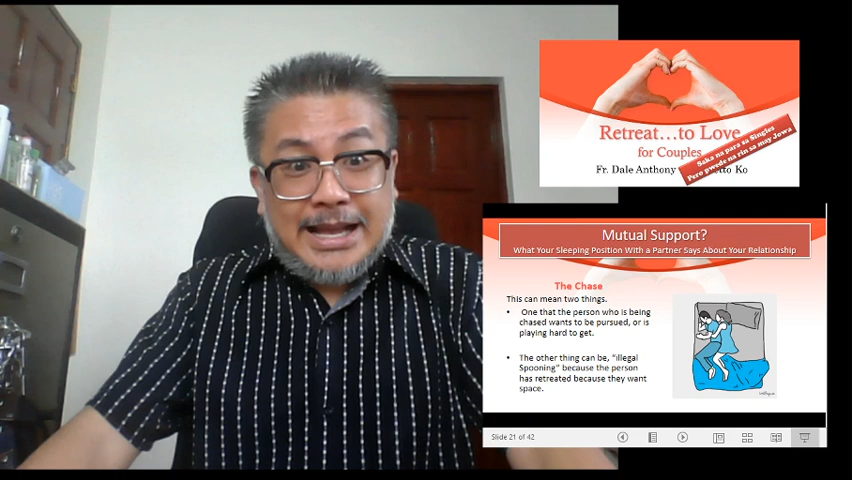 Retreat...to Love
for Couples
Fr. Dale Anthony
to Ko
Saka na para sa Singles
Pero pwede na rin sa may Jowa
Mutual Support?
What Your Sleeping Position With a Partner Says About Your Relationship
The Chase
This can mean two things.
• One that the person who is being
chased wants to be pursued, or is
playing hard to get.
• The other thing can be, "illegal
Spooning" because the person
has retreated because they want
space.
Slide 21 of 42